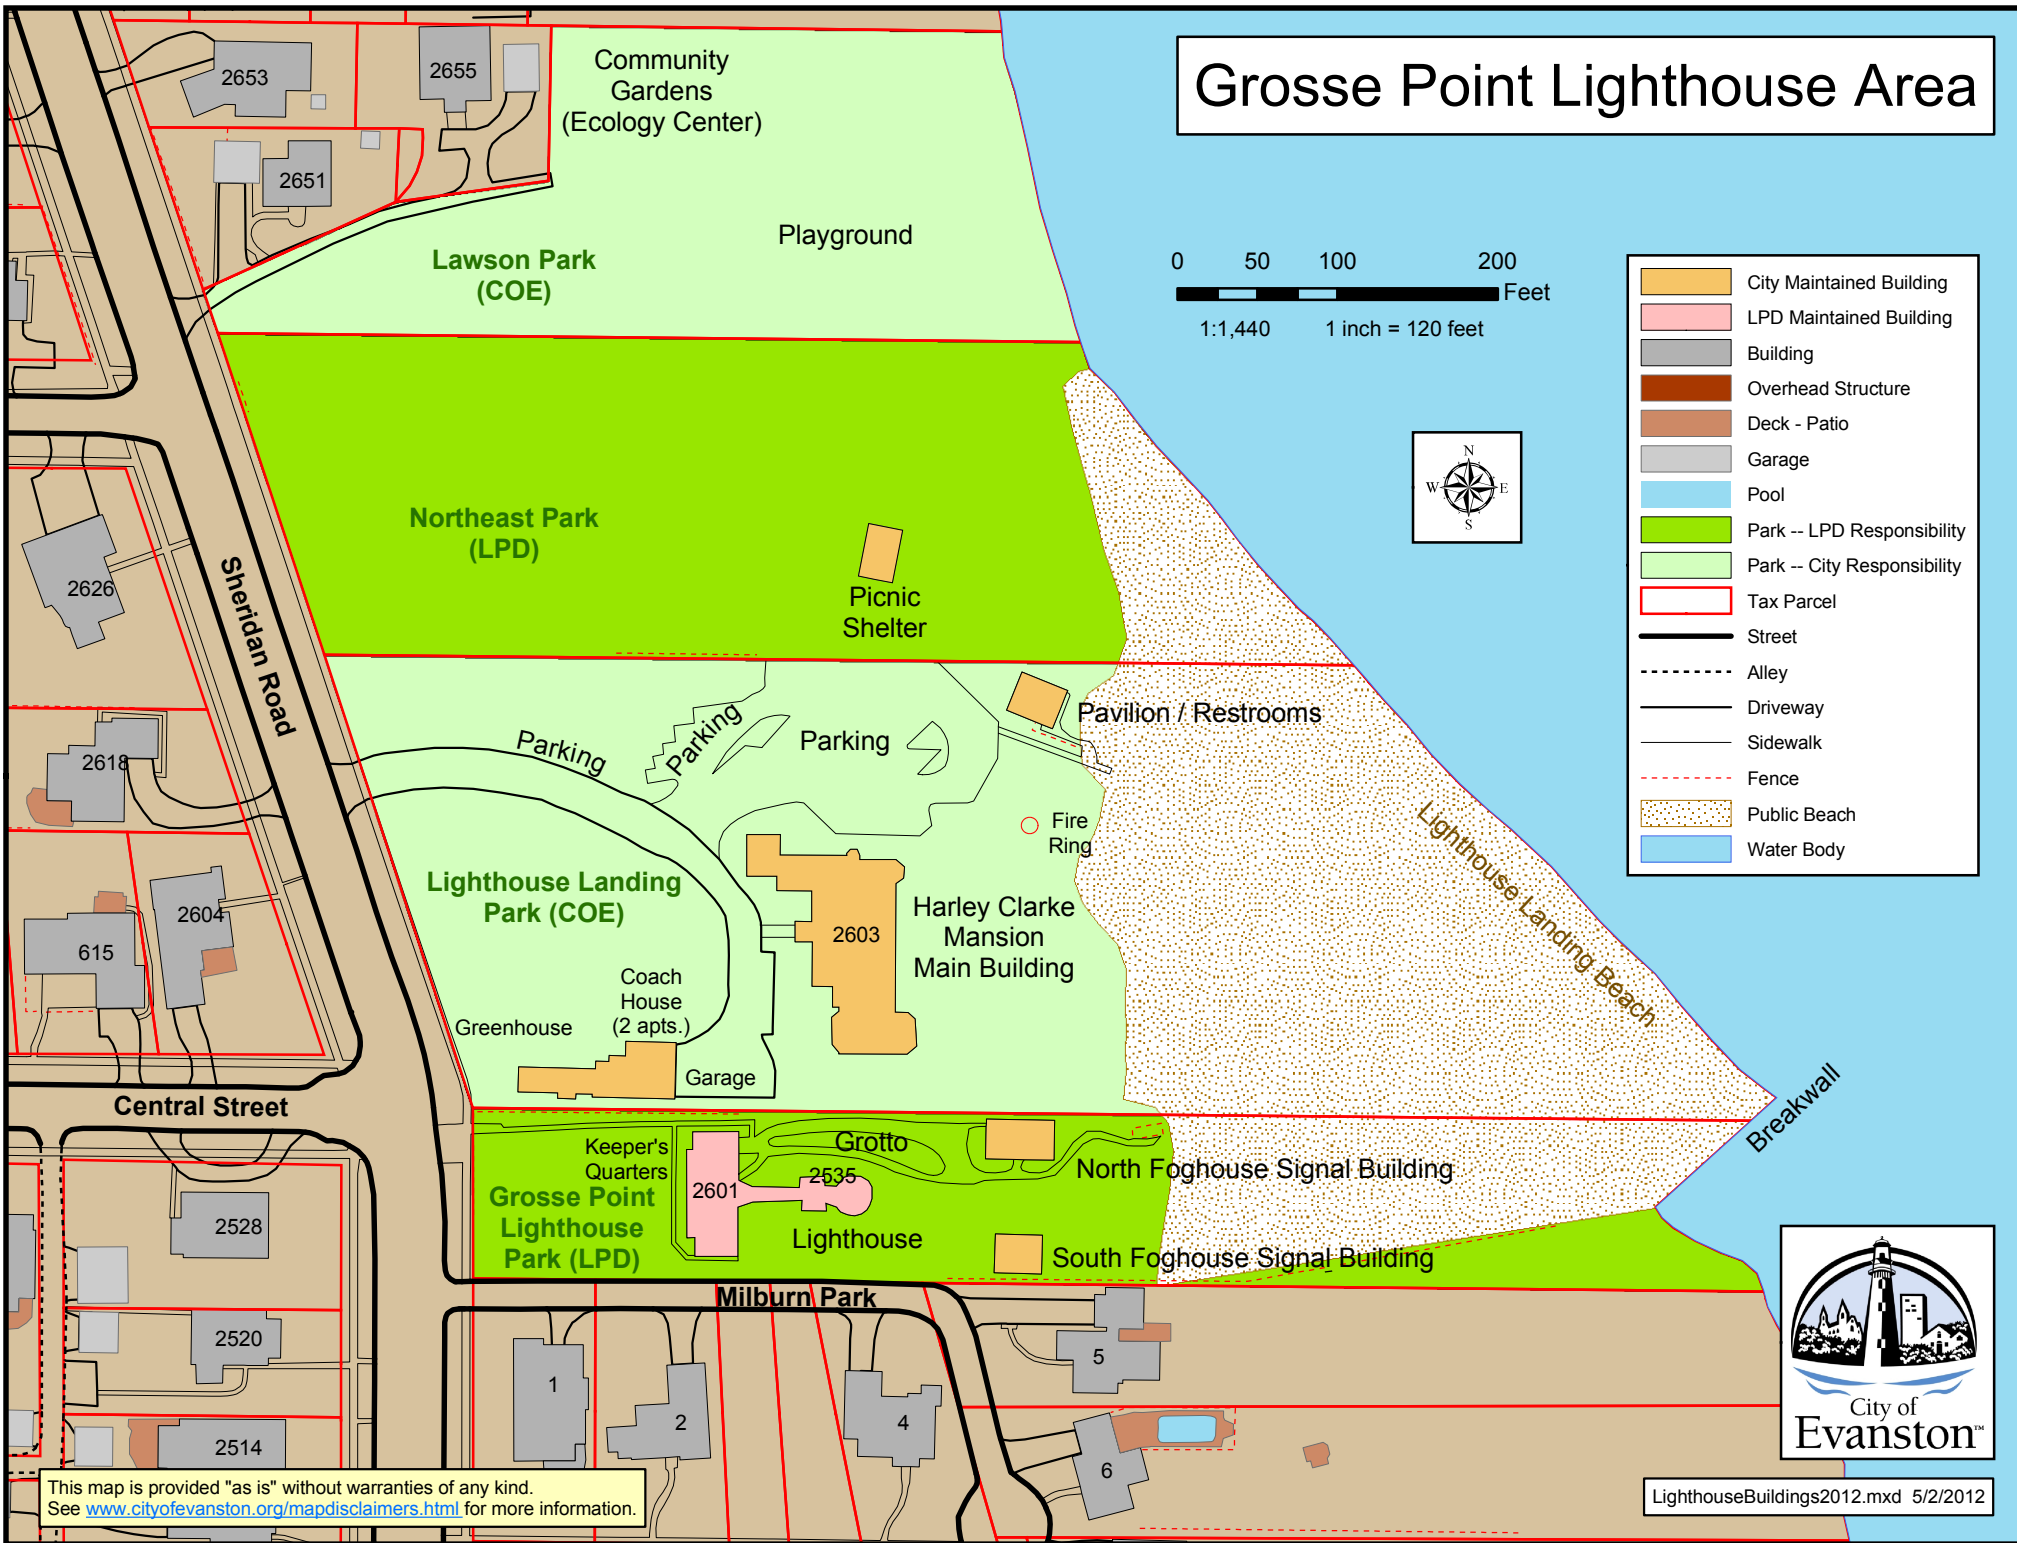 Grosse Point Lighthouse Area
2653
2655
2651
Community
Gardens
(Ecology Center)
Playground
Lawson Park
(COE)
0 50 100 200
Feet
1:1,440 1 inch = 120 feet
N
W E
S
City Maintained Building
LPD Maintained Building
Building
Overhead Structure
Deck - Patio
Garage
Pool
Park -- LPD Responsibility
Park -- City Responsibility
Tax Parcel
Street
Alley
Driveway
Sidewalk
Fence
Public Beach
Water Body
Northeast Park
(LPD)
Picnic
Shelter
Sheridan Road
2626
2618
2604
615
Parking
Parking
Parking
Pavilion / Restrooms
Fire
Ring
Lighthouse Landing
Park (COE)
2603
Harley Clarke
Mansion
Main Building
Lighthouse Landing Beach
Coach
House
(2 apts.)
Greenhouse
Garage
Breakwall
Central Street
Keeper's
Quarters
Grotto
2601
2535
North Foghouse Signal Building
Grosse Point
Lighthouse
Park (LPD)
Lighthouse
South Foghouse Signal Building
Milburn Park
2528
2520
2514
1
2
4
5
6
City of
Evanston™
This map is provided "as is" without warranties of any kind.
See www.cityofevanston.org/mapdisclaimers.html for more information.
LighthouseBuildings2012.mxd 5/2/2012